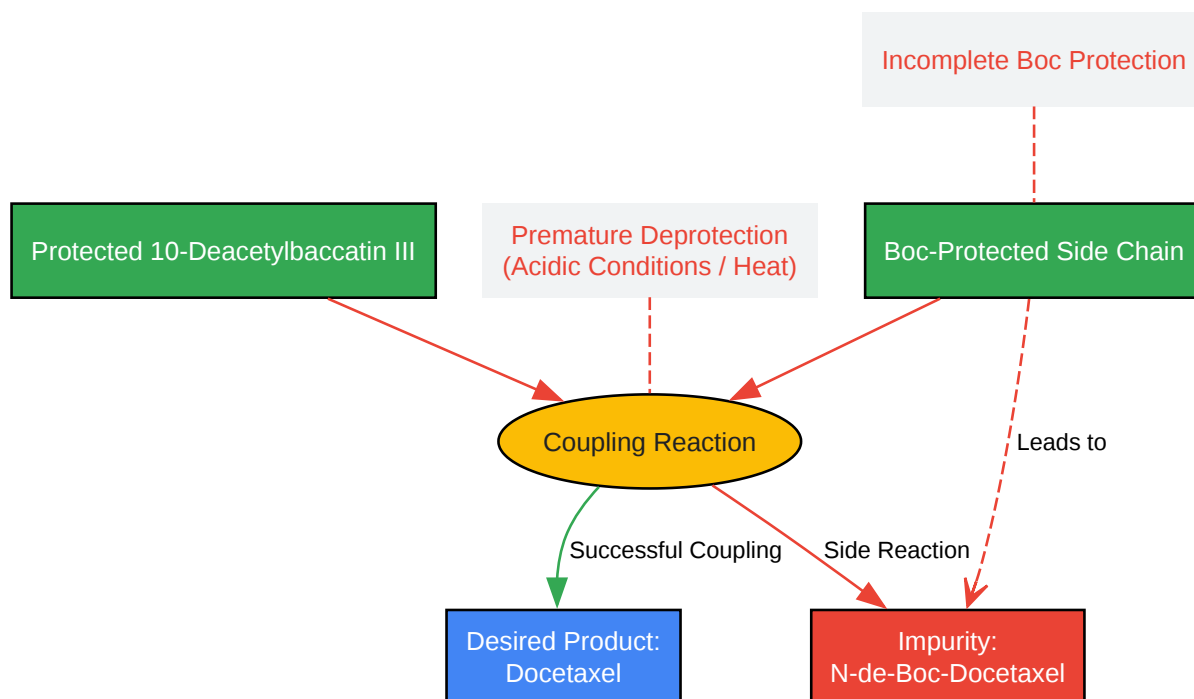 Incomplete Boc Protection
Protected 10-Deacetylbaccatin III
Premature Deprotection
(Acidic Conditions / Heat)
Boc-Protected Side Chain
Coupling Reaction
Leads to
Successful Coupling
Side Reaction
Desired Product:
Docetaxel
Impurity:
N-de-Boc-Docetaxel